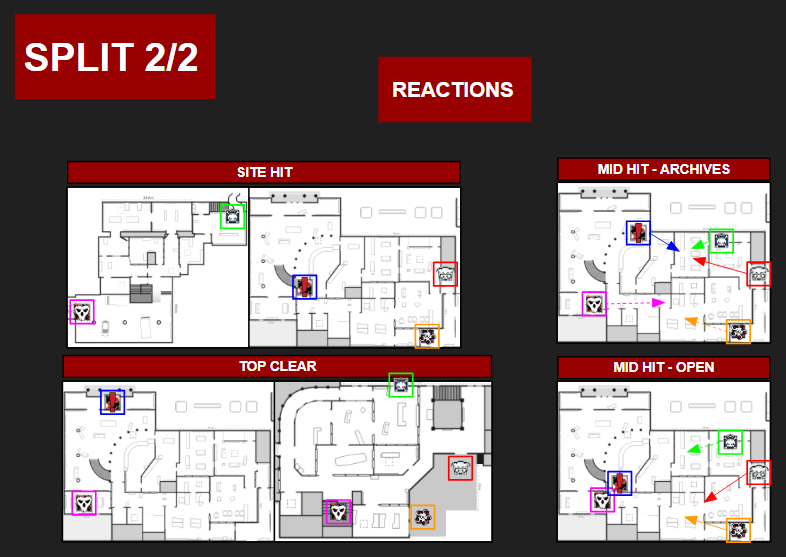 SPLIT 2/2
REACTIONS
SITE HIT
MID HIT - ARCHIVES
TOP CLEAR
MID HIT - OPEN